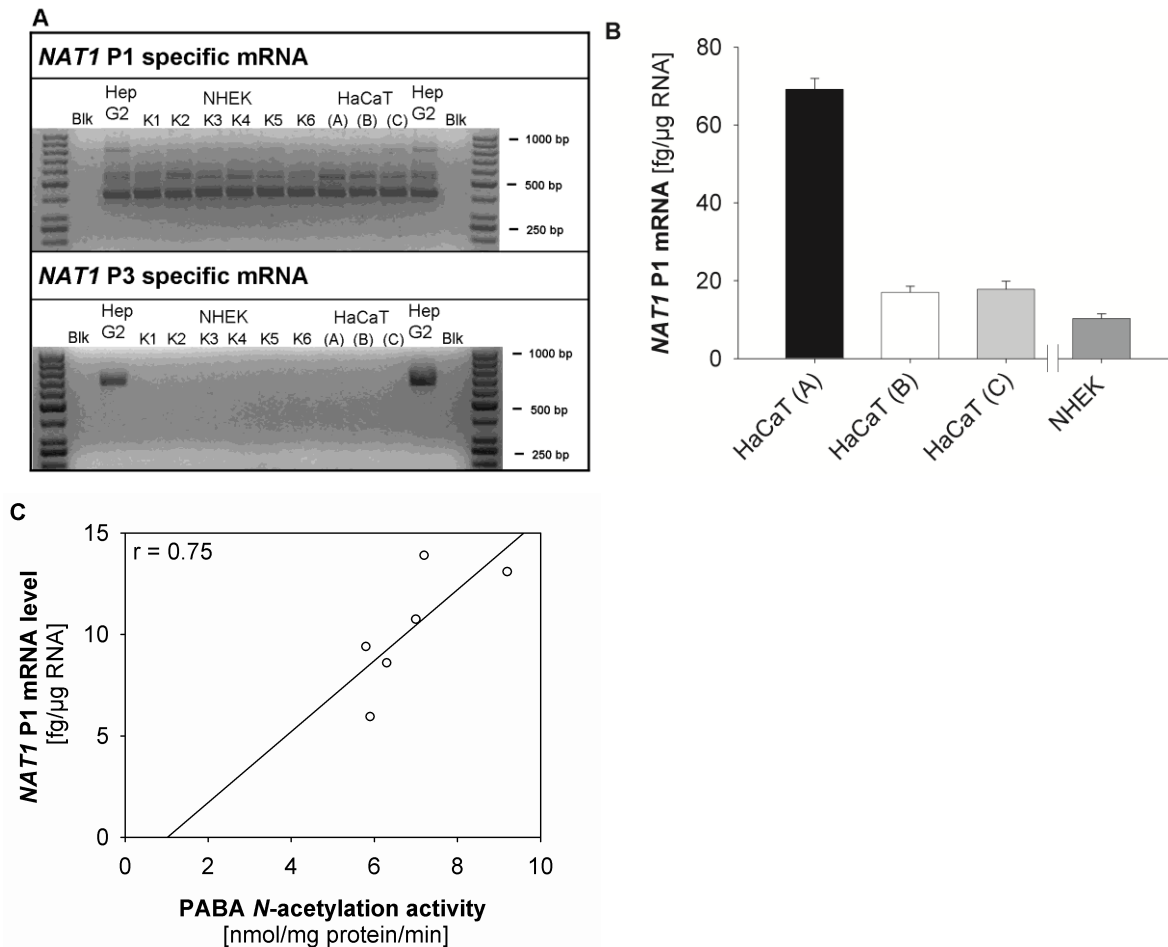 A
NAT1 P1 specific mRNA
Hep
G2
NHEK
HaCaT
Hep
G2
Blk K1 K2 K3 K4 K5 K6 (A) (B) (C) Blk
1000 bp
500 bp
250 bp
NAT1 P3 specific mRNA
Hep
G2
NHEK
HaCaT
Hep
G2
Blk K1 K2 K3 K4 K5 K6 (A) (B) (C) Blk
1000 bp
500 bp
250 bp
B
NAT1 P1 mRNA [fg/µg RNA]
80
60
40
20
0
HaCaT (A)
HaCaT (B)
HaCaT (C)
NHEK
C
r = 0.75
NAT1 P1 mRNA level
[fg/µg RNA]
15
10
5
0
0 2 4 6 8 10
PABA N-acetylation activity
[nmol/mg protein/min]